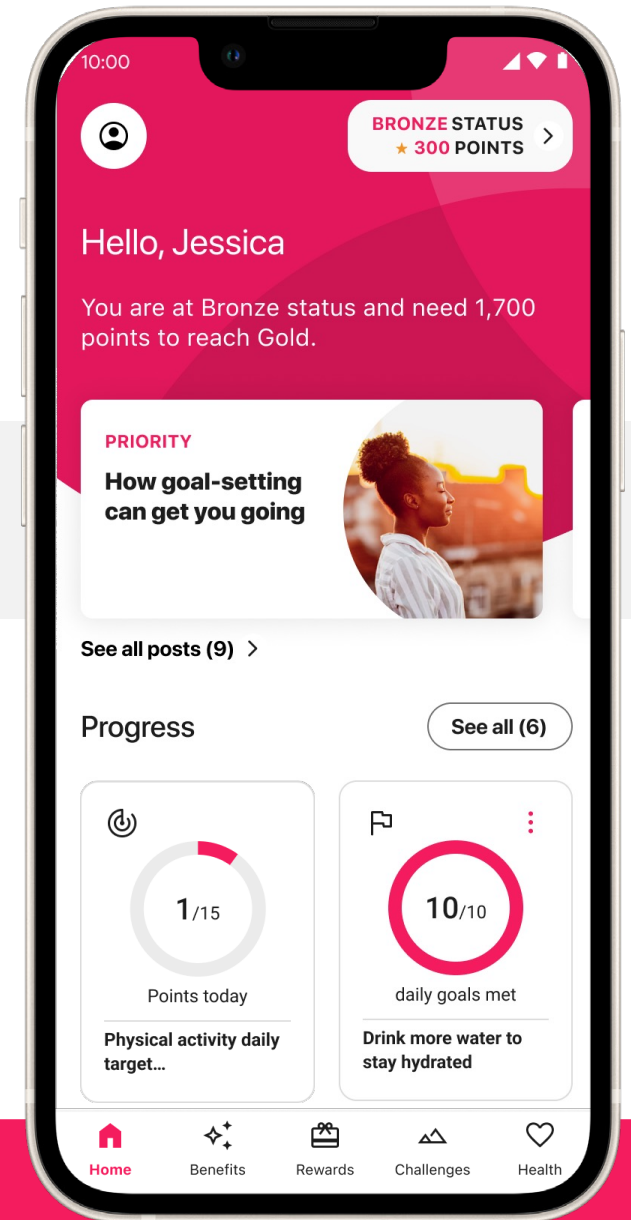 10:00
BRONZE STATUS
★ 300 POINTS
Hello, Jessica
You are at Bronze status and need 1,700
points to reach Gold.
PRIORITY
How goal-setting
can get you going
See all posts (9)
Progress
See all (6)
1/15
Points today
Physical activity daily
target...
10/10
daily goals met
Drink more water to
stay hydrated
Home
Benefits
Rewards
Challenges
Health